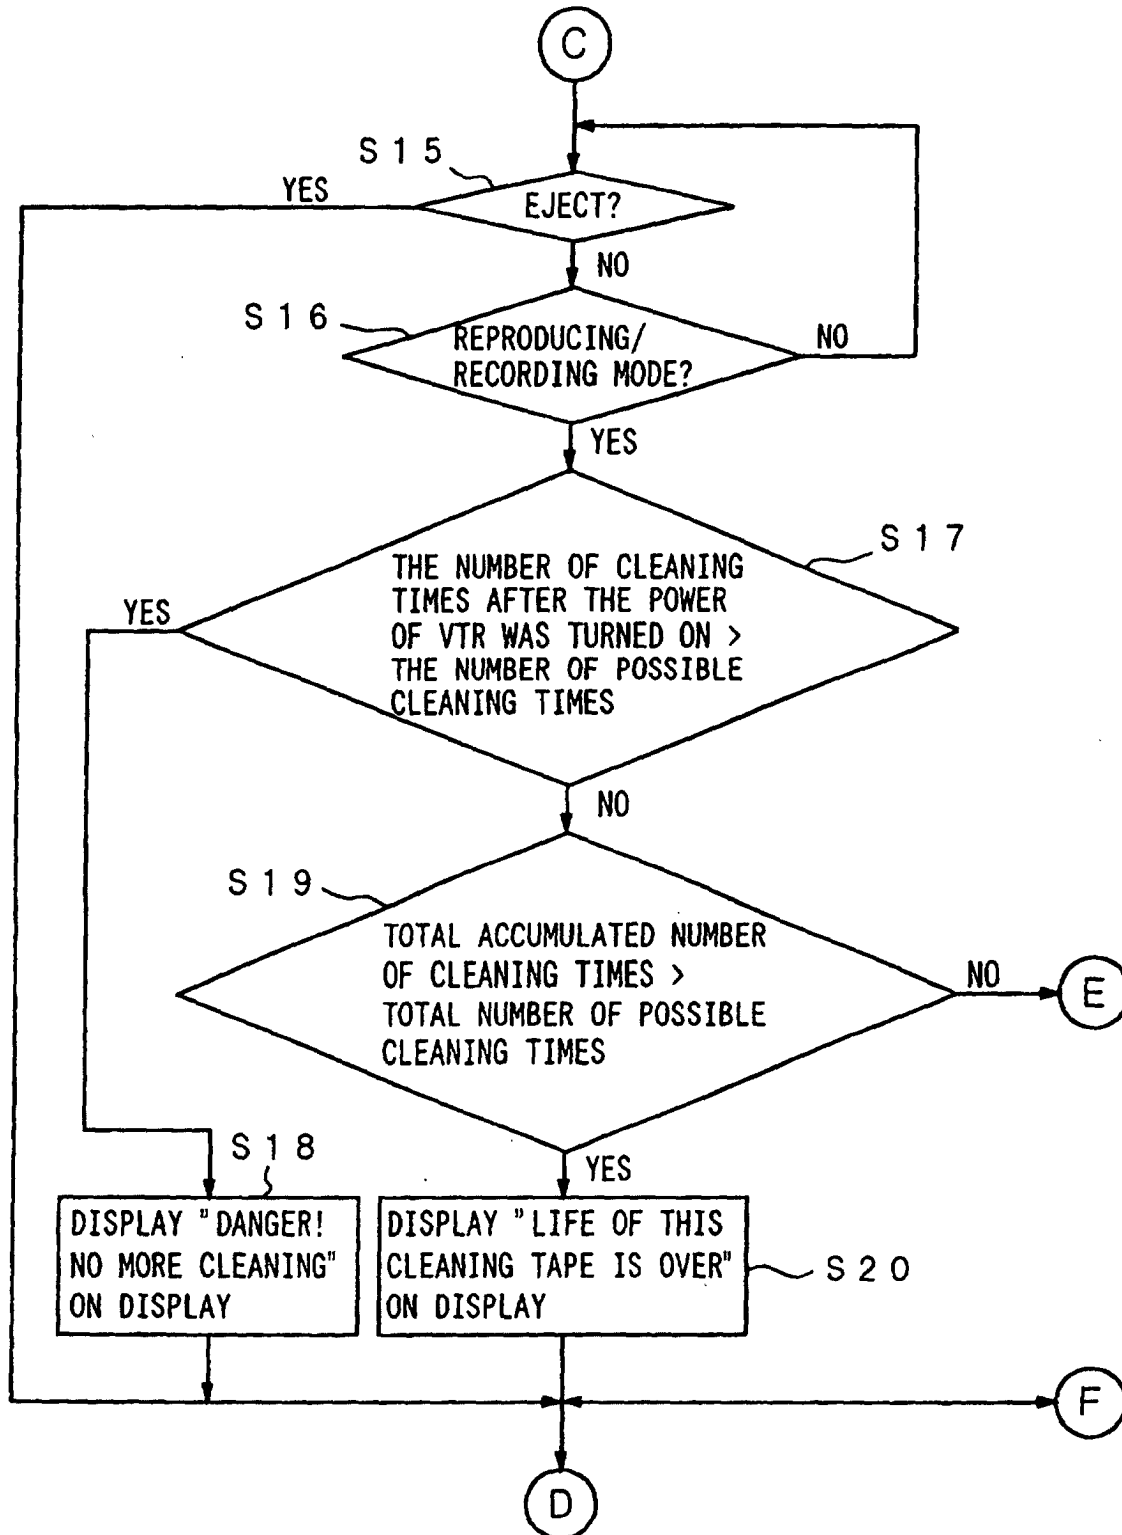 C
S15
YES
EJECT?
NO
S16
REPRODUCING/
RECORDING MODE?
NO
YES
S17
THE NUMBER OF CLEANING
TIMES AFTER THE POWER
OF VTR WAS TURNED ON >
THE NUMBER OF POSSIBLE
CLEANING TIMES
YES
NO
S19
TOTAL ACCUMULATED NUMBER
OF CLEANING TIMES >
TOTAL NUMBER OF POSSIBLE
CLEANING TIMES
NO
E
S18
YES
DISPLAY "DANGER!
NO MORE CLEANING"
ON DISPLAY
DISPLAY "LIFE OF THIS
CLEANING TAPE IS OVER"
ON DISPLAY
S20
F
D